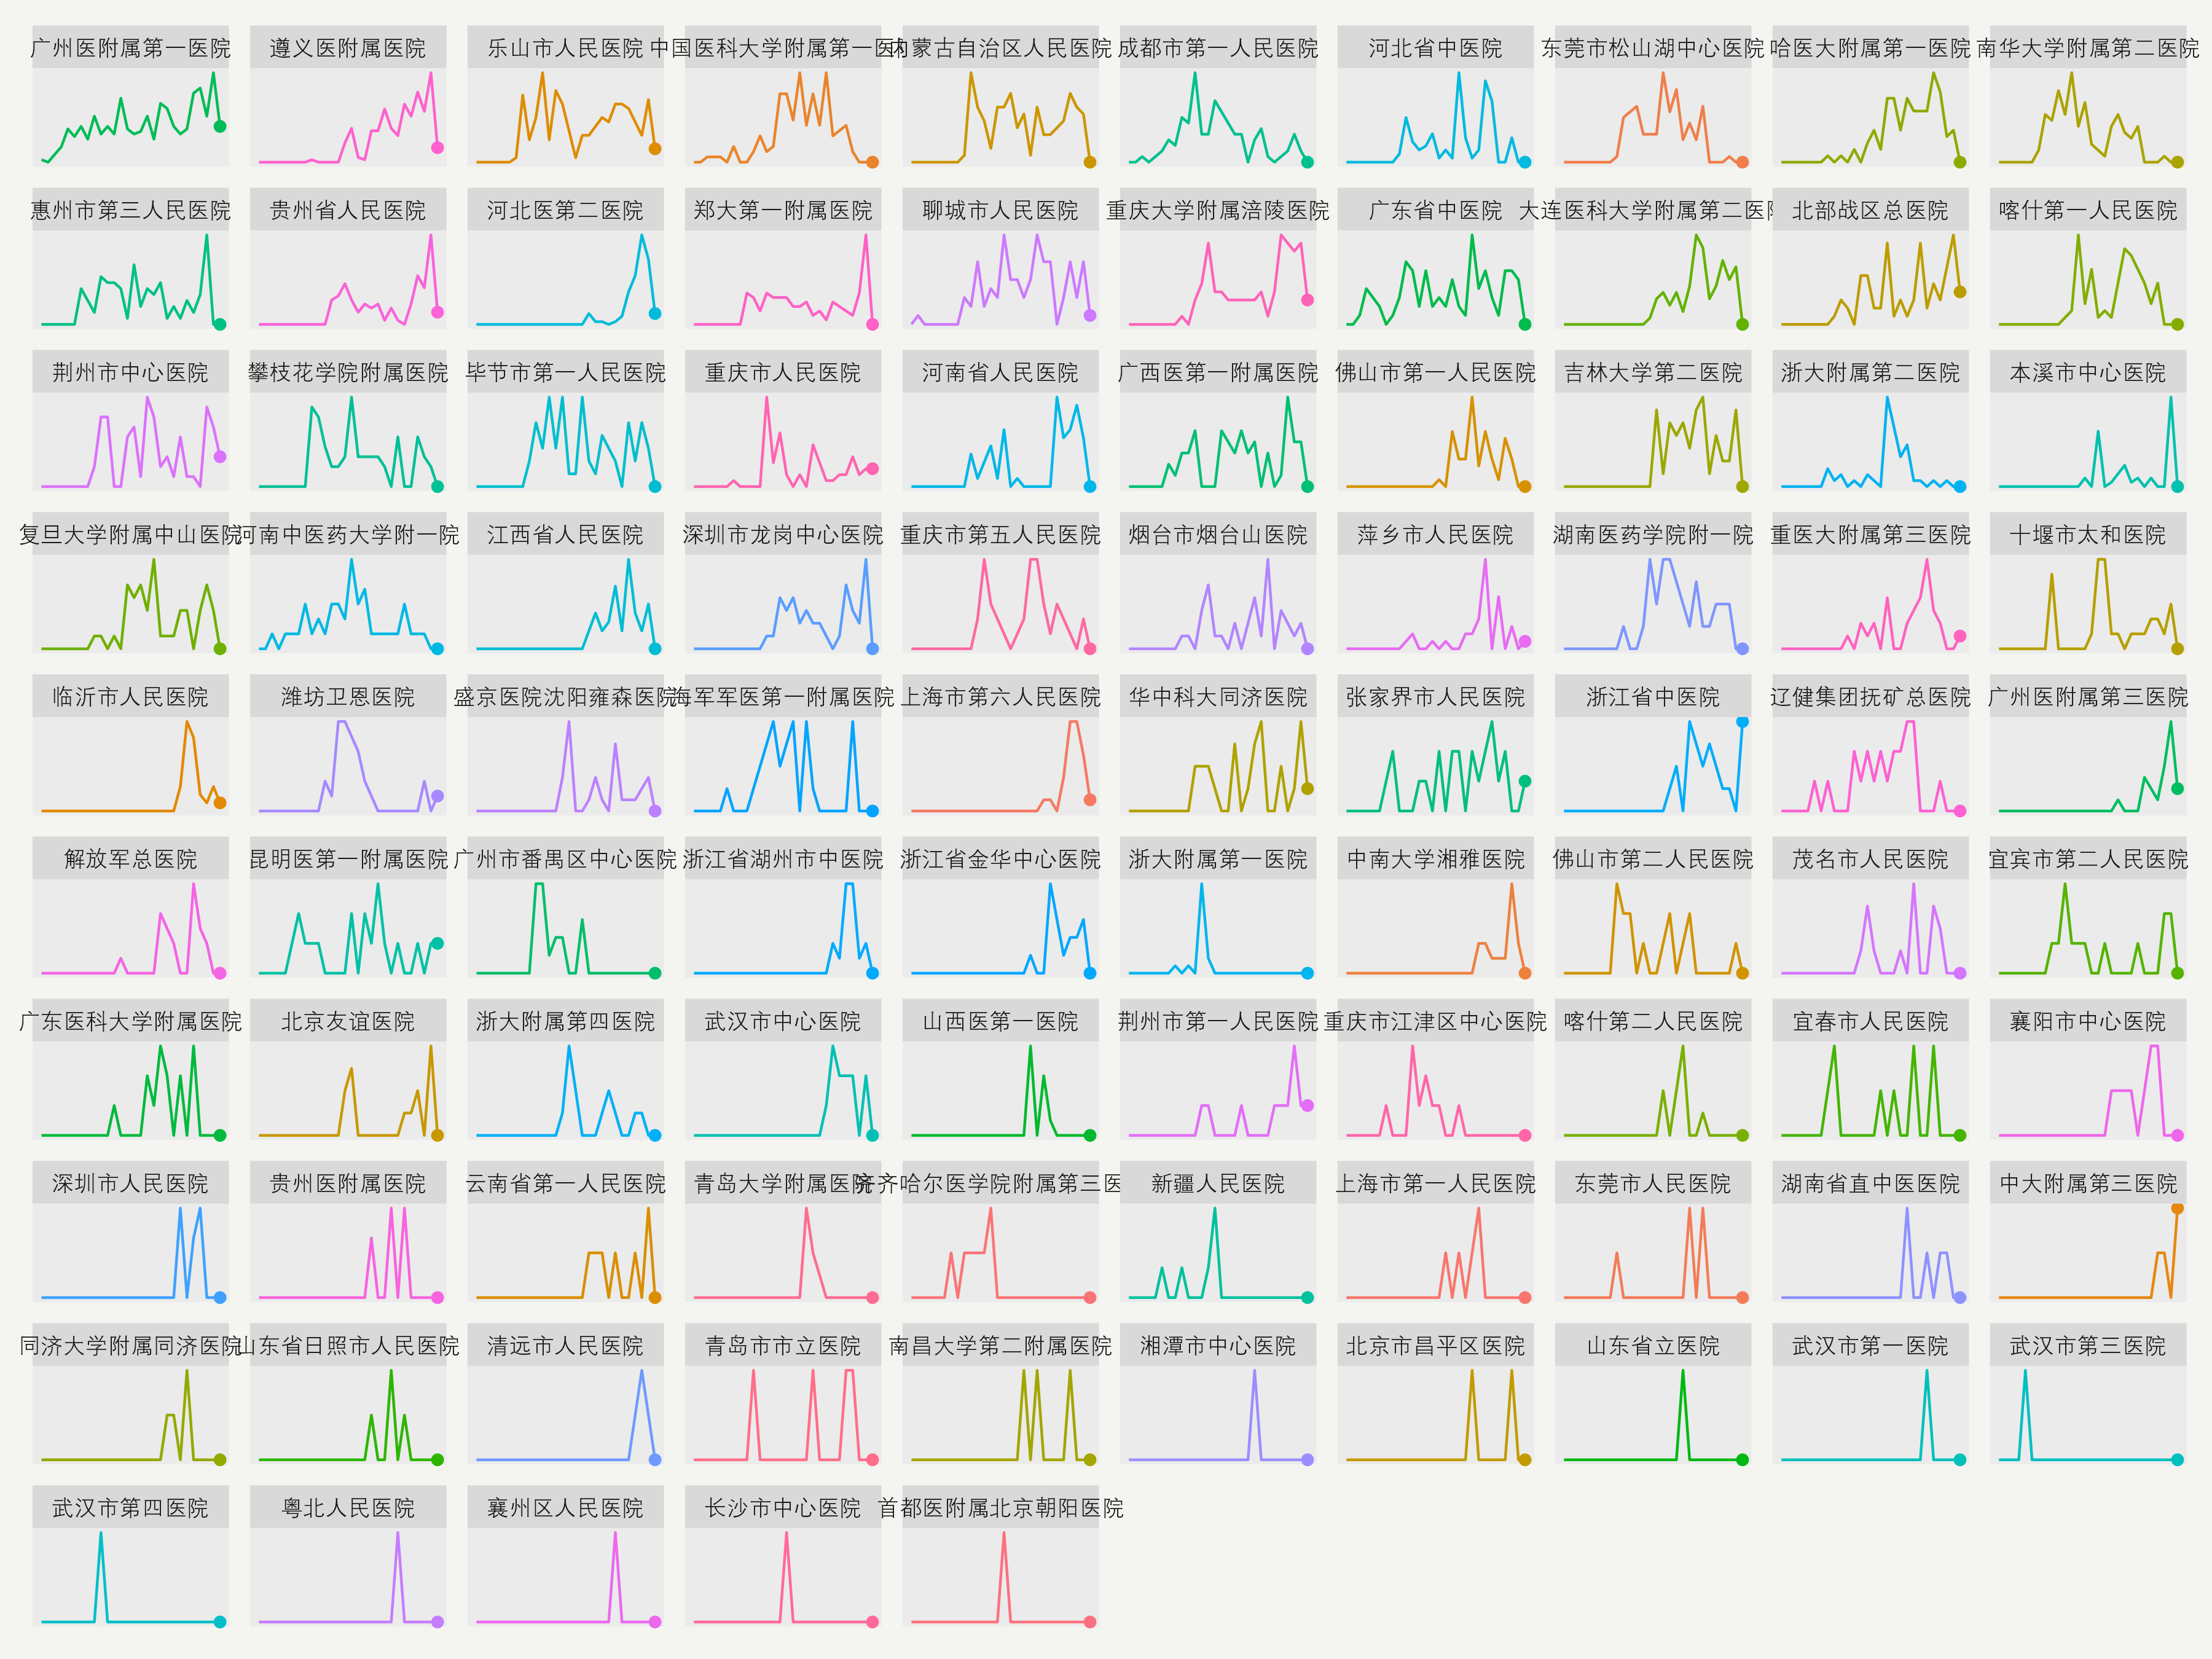 广州医附属第一医院
遵义医附属医院
乐山市人民医院
中国医科大学附属第一医
内蒙古自治区人民医院
成都市第一人民医院
河北省中医院
东莞市松山湖中心医院
哈医大附属第一医院
南华大学附属第二医院
惠州市第三人民医院
贵州省人民医院
河北医第二医院
郑大第一附属医院
聊城市人民医院
重庆大学附属涪陵医院
广东省中医院
大连医科大学附属第二医院
北部战区总医院
喀什第一人民医院
荆州市中心医院
攀枝花学院附属医院
毕节市第一人民医院
重庆市人民医院
河南省人民医院
广西医第一附属医院
佛山市第一人民医院
吉林大学第二医院
浙大附属第二医院
本溪市中心医院
复旦大学附属中山医院
河南中医药大学附一院
江西省人民医院
深圳市龙岗中心医院
重庆市第五人民医院
烟台市烟台山医院
萍乡市人民医院
湖南医药学院附一院
重医大附属第三医院
十堰市太和医院
临沂市人民医院
潍坊卫恩医院
盛京医院沈阳雍森医院
海军军医第一附属医院
上海市第六人民医院
华中科大同济医院
张家界市人民医院
浙江省中医院
辽健集团抚矿总医院
广州医附属第三医院
解放军总医院
昆明医第一附属医院
广州市番禺区中心医院
浙江省湖州市中医院
浙江省金华中心医院
浙大附属第一医院
中南大学湘雅医院
佛山市第二人民医院
茂名市人民医院
宜宾市第二人民医院
广东医科大学附属医院
北京友谊医院
浙大附属第四医院
武汉市中心医院
山西医第一医院
荆州市第一人民医院
重庆市江津区中心医院
喀什第二人民医院
宜春市人民医院
襄阳市中心医院
深圳市人民医院
贵州医附属医院
云南省第一人民医院
青岛大学附属医院
齐齐哈尔医学院附属第三医
新疆人民医院
上海市第一人民医院
东莞市人民医院
湖南省直中医医院
中大附属第三医院
同济大学附属同济医院
山东省日照市人民医院
清远市人民医院
青岛市市立医院
南昌大学第二附属医院
湘潭市中心医院
北京市昌平区医院
山东省立医院
武汉市第一医院
武汉市第三医院
武汉市第四医院
粤北人民医院
襄州区人民医院
长沙市中心医院
首都医附属北京朝阳医院